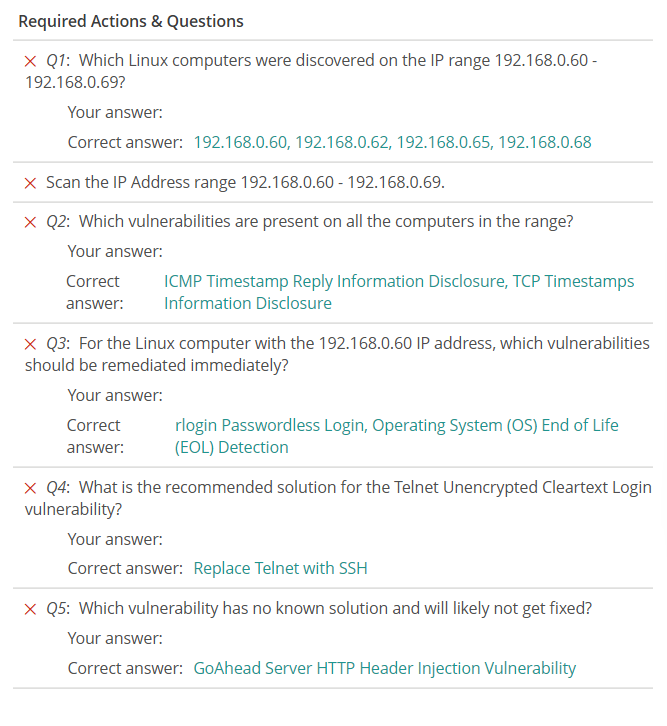 Required Actions & Questions
Q1: Which Linux computers were discovered on the IP range 192.168.0.60 -
192.168.0.69?
Your answer:
Correct answer: 192.168.0.60, 192.168.0.62, 192.168.0.65, 192.168.0.68
Scan the IP Address range 192.168.0.60 - 192.168.0.69.
Q2: Which vulnerabilities are present on all the computers in the range?
Your answer:
Correct answer: ICMP Timestamp Reply Information Disclosure, TCP Timestamps
Information Disclosure
Q3: For the Linux computer with the 192.168.0.60 IP address, which vulnerabilities
should be remediated immediately?
Your answer:
Correct answer: rlogin Passwordless Login, Operating System (OS) End of Life
(EOL) Detection
Q4: What is the recommended solution for the Telnet Unencrypted Cleartext Login
vulnerability?
Your answer:
Correct answer: Replace Telnet with SSH
Q5: Which vulnerability has no known solution and will likely not get fixed?
Your answer:
Correct answer: GoAhead Server HTTP Header Injection Vulnerability